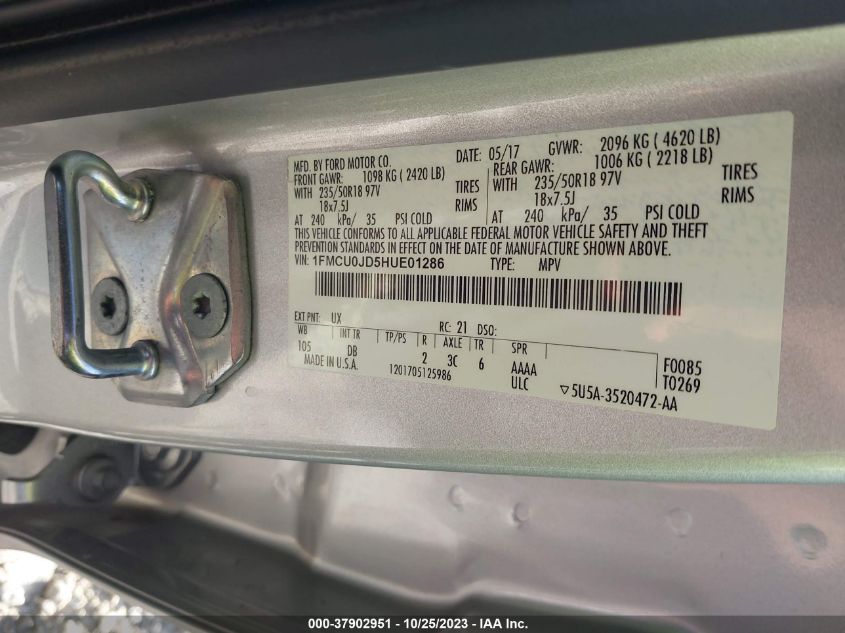 MFD. BY FORD MOTOR CO. DATE: 05/17 GVWR: 2096 KG ( 4620 LB)
FRONT GAWR: 1098 KG ( 2420 LB) REAR GAWR: 1006 KG ( 2218 LB)
WITH 235/50R18 97V TIRES WITH 235/50R18 97V TIRES
18x7.5J RIMS 18x7.5J RIMS
AT 240 kPa/ 35 PSI COLD AT 240 kPa/ 35 PSI COLD
THIS VEHICLE CONFORMS TO ALL APPLICABLE FEDERAL MOTOR VEHICLE SAFETY AND THEFT
PREVENTION STANDARDS IN EFFECT ON THE DATE OF MANUFACTURE SHOWN ABOVE.
VIN: 1FMCU0JD5HUE01286 TYPE: MPV
EXT PNT: UX RC: 21 DSO:
WB INT TR TP/PS R AXLE TR SPR
105 DB 2 3C 6 AAAA F0085
MADE IN U.S.A. 1201705125986 ULC T0269
▽5U5A-3520472-AA
000-37902951 - 10/25/2023 - IAA Inc.